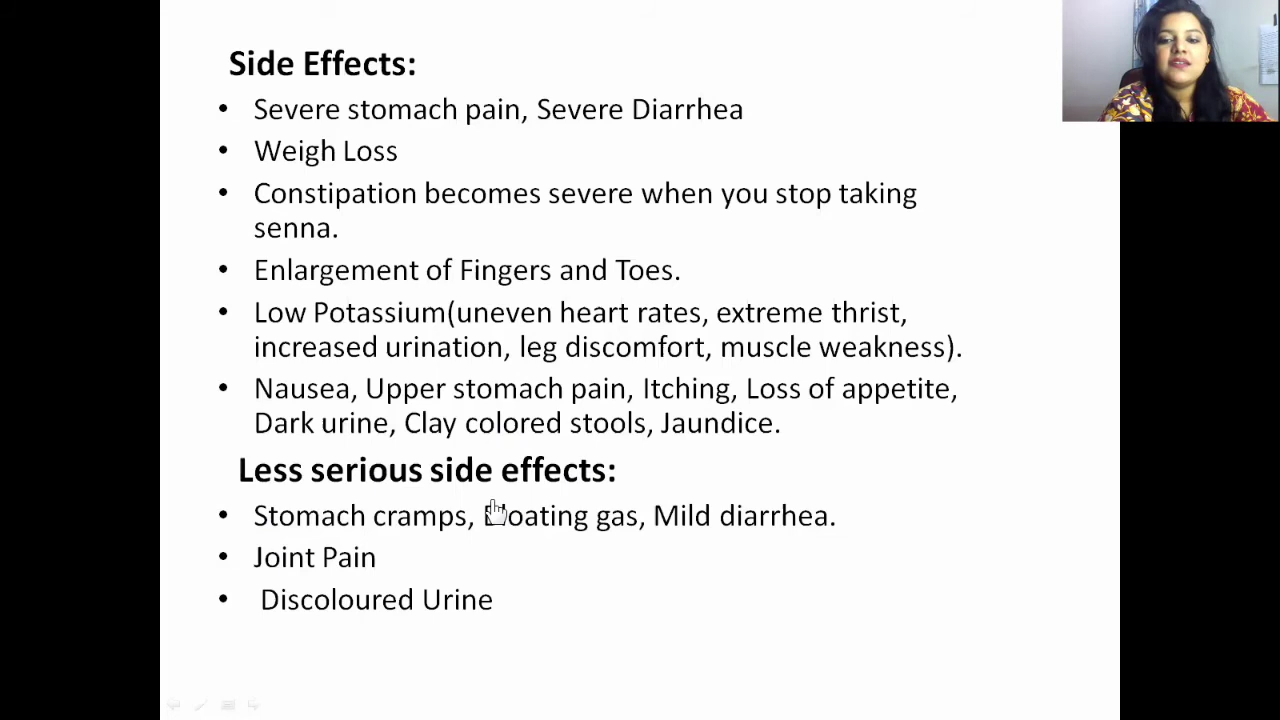 Side Effects:
• Severe stomach pain, Severe Diarrhea
• Weigh Loss
• Constipation becomes severe when you stop taking
senna.
• Enlargement of Fingers and Toes.
• Low Potassium(uneven heart rates, extreme thrist,
increased urination, leg discomfort, muscle weakness).
• Nausea, Upper stomach pain, Itching, Loss of appetite,
Dark urine, Clay colored stools, Jaundice.
Less serious side effects:
• Stomach cramps, Bloating gas, Mild diarrhea.
• Joint Pain
• Discoloured Urine